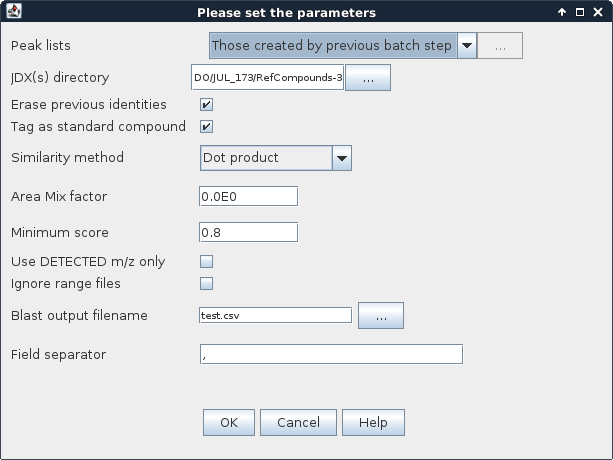 Please set the parameters
Peak lists Those created by previous batch step ...
JDX(s) directory DO/JUL_173/RefCompounds-3 ...
Erase previous identities
Tag as standard compound
Similarity method Dot product
Area Mix factor 0.0E0
Minimum score 0.8
Use DETECTED m/z only
Ignore range files
Blast output filename test.csv ...
Field separator ,
OK Cancel Help